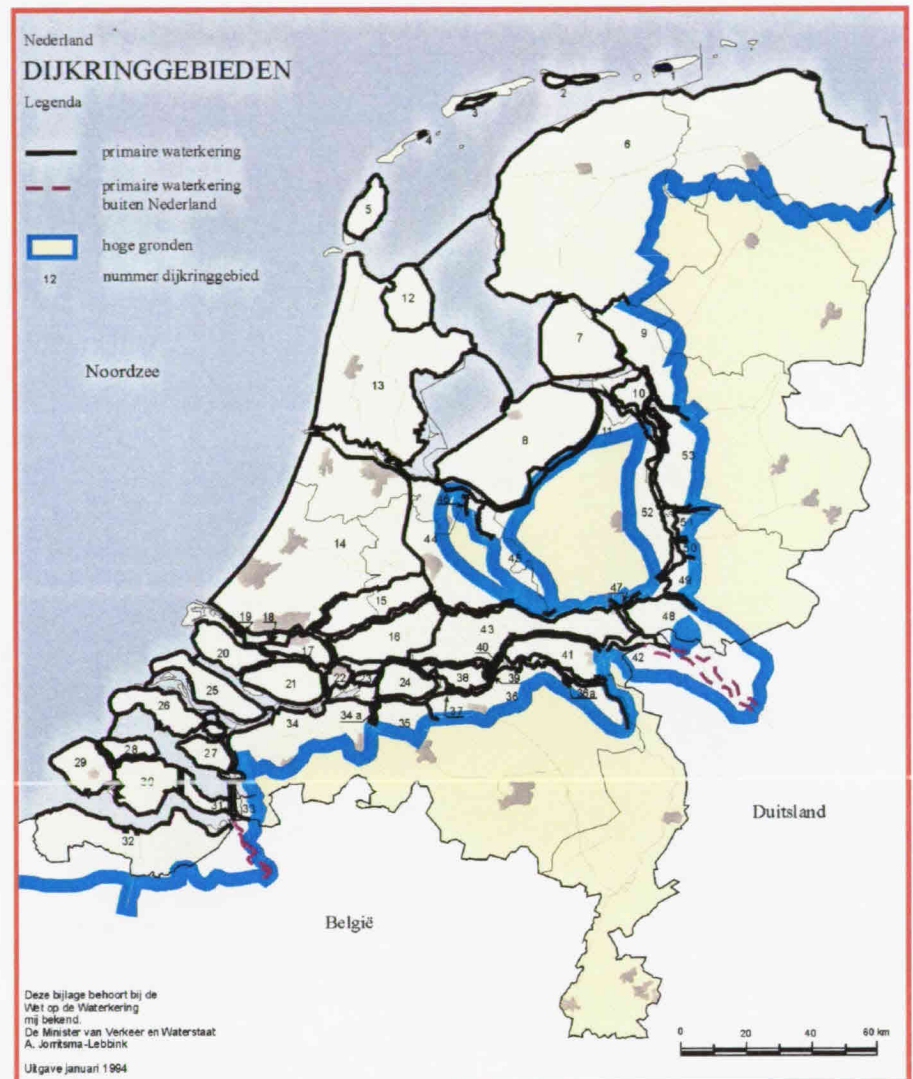 Nederland
DIJKRINGGEBIEDEN
Legenda
primaire waterkering
primaire waterkering
buiten Nederland
hoge gronden
12 nummer dijkringgebied
Noordzee
Duitsland
België
1
2
3
4
5
6
7
8
9
10
11
12
13
14
15
16
17
18
19
20
21
22
23
24
25
26
27
28
29
30
31
32
33
34
34 a
35
36
36a
37
38
39
40
41
42
43
44
45
46
47
48
49
50
51
52
53
0 20 40 60 km
Deze bijlage behoort bij de
Wet op de Waterkering
mij bekend.
De Minister van Verkeer en Waterstaat
A. Jorritsma-Lebbink
Uitgave januari 1994